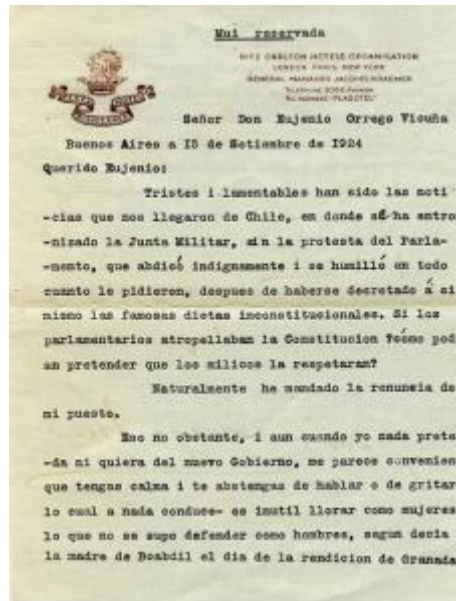 Mui reservada
RITZ CARLTON HOTELS ORGANISATION
LONDON PARIS NEW YORK
GENERAL MANAGER JACQUES KRAEMER
PLAZA HOTEL
BUENOS AIRES
Señor Don Eujenio Orrego Vicuña
Buenos Aires a 15 de Setiembre de 1924
Querido Eujenio:
Tristes i lamentables han sido las noti
-cias que nos llegaron de Chile, en donde sé ha entro
-nizado la Junta Militar, sin la protesta del Parla-
-mento, que abdicó indignamente i se humilló en todo
cuanto le pidieron, despues de haberse decretado á si
mismo las famosas dietas inconstitucionales. Si los
parlamentarios atropellaban la Constitucion ?cómo pod
an pretender que los milicos la respetaran?
Naturalmente he mandado la renuncia de
mi puesto.
Eso no obstante, i aun cuando yo nada prete
-da ni quiera del nuevo Gobierno, me parece convenien
que tengas calma i te abstengas de hablar o de gritar
lo cual a nada conduce- es inutil llorar como mujeres
lo que no se supo defender como hombres, segun decia
la madre de Boabdil el dia de la rendicion de Granada